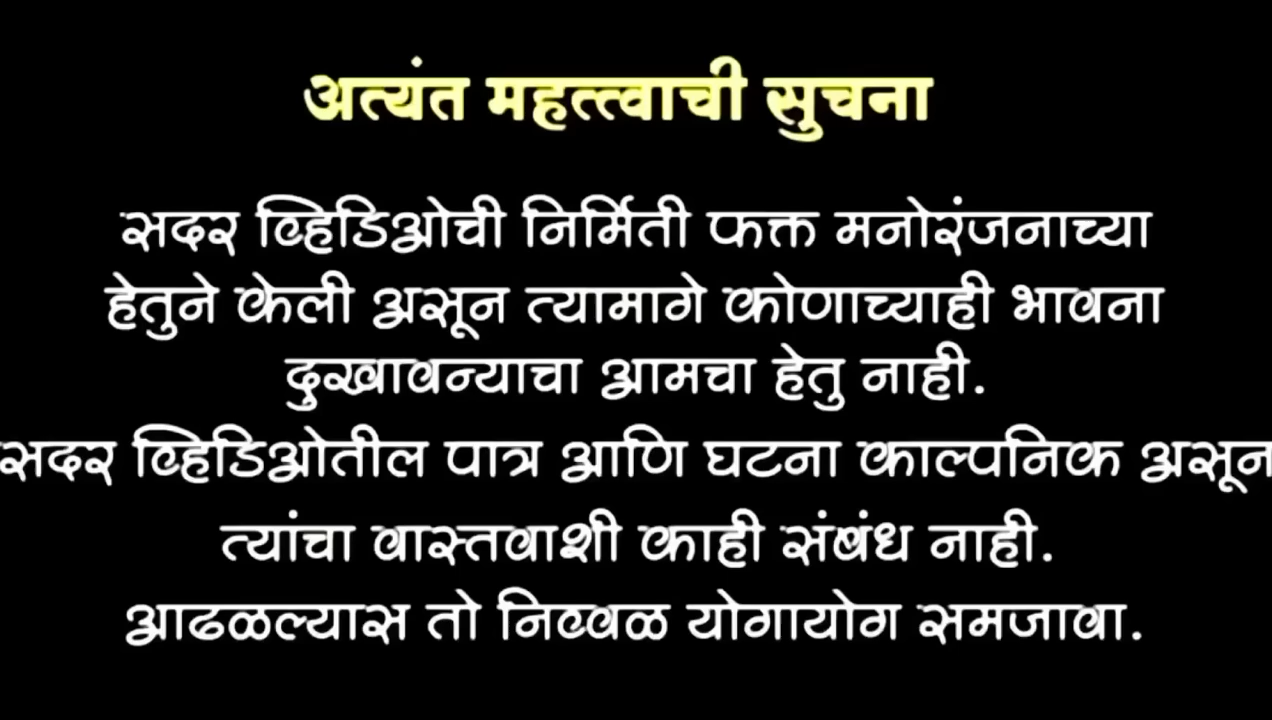 अत्यंत महत्त्वाची सुचना
सदर व्हिडिओची निर्मिती फक्त मनोरंजनाच्या
हेतुने केली असून त्यामागे कोणाच्याही भावना
दुखावन्याचा आमचा हेतु नाही.
सदर व्हिडिओतील पात्र आणि घटना काल्पनिक असून
त्यांचा वास्तवाशी काही संबंध नाही.
आढळल्यास तो निव्वळ योगायोग समजावा.